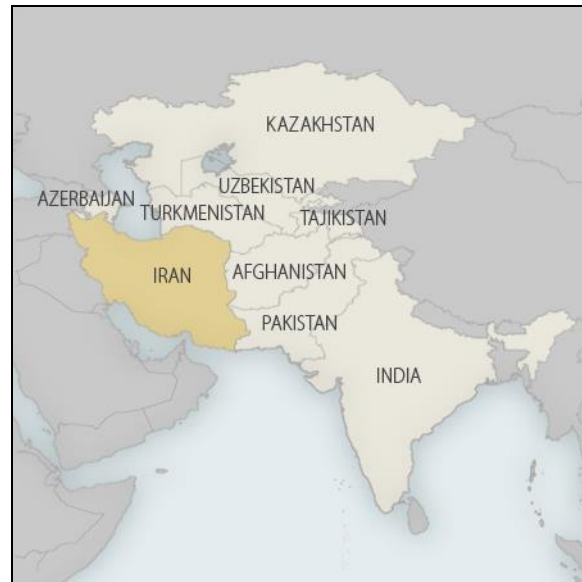 KAZAKHSTAN
UZBEKISTAN
AZERBAIJAN
TURKMENISTAN
TAJIKISTAN
IRAN
AFGHANISTAN
PAKISTAN
INDIA